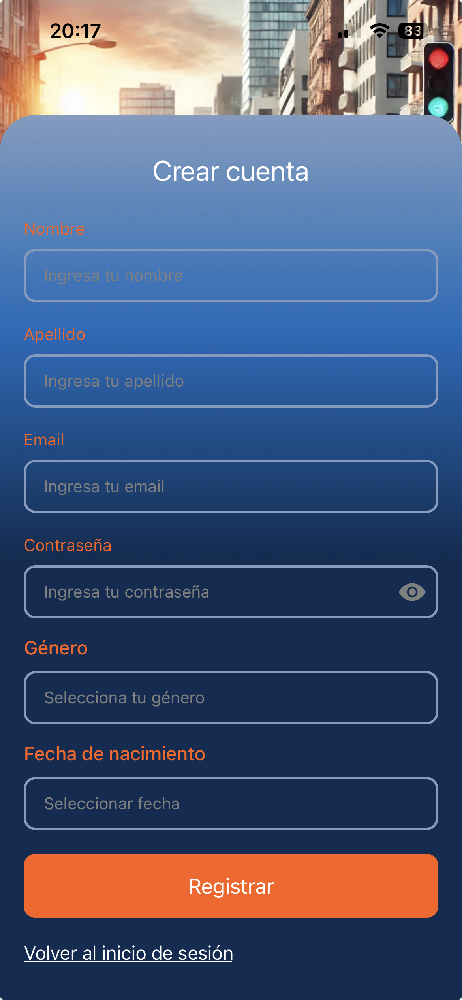 20:17
83
Crear cuenta
Nombre
Ingresa tu nombre
Apellido
Ingresa tu apellido
Email
Ingresa tu email
Contraseña
Ingresa tu contraseña
Género
Selecciona tu género
Fecha de nacimiento
Seleccionar fecha
Registrar
Volver al inicio de sesión